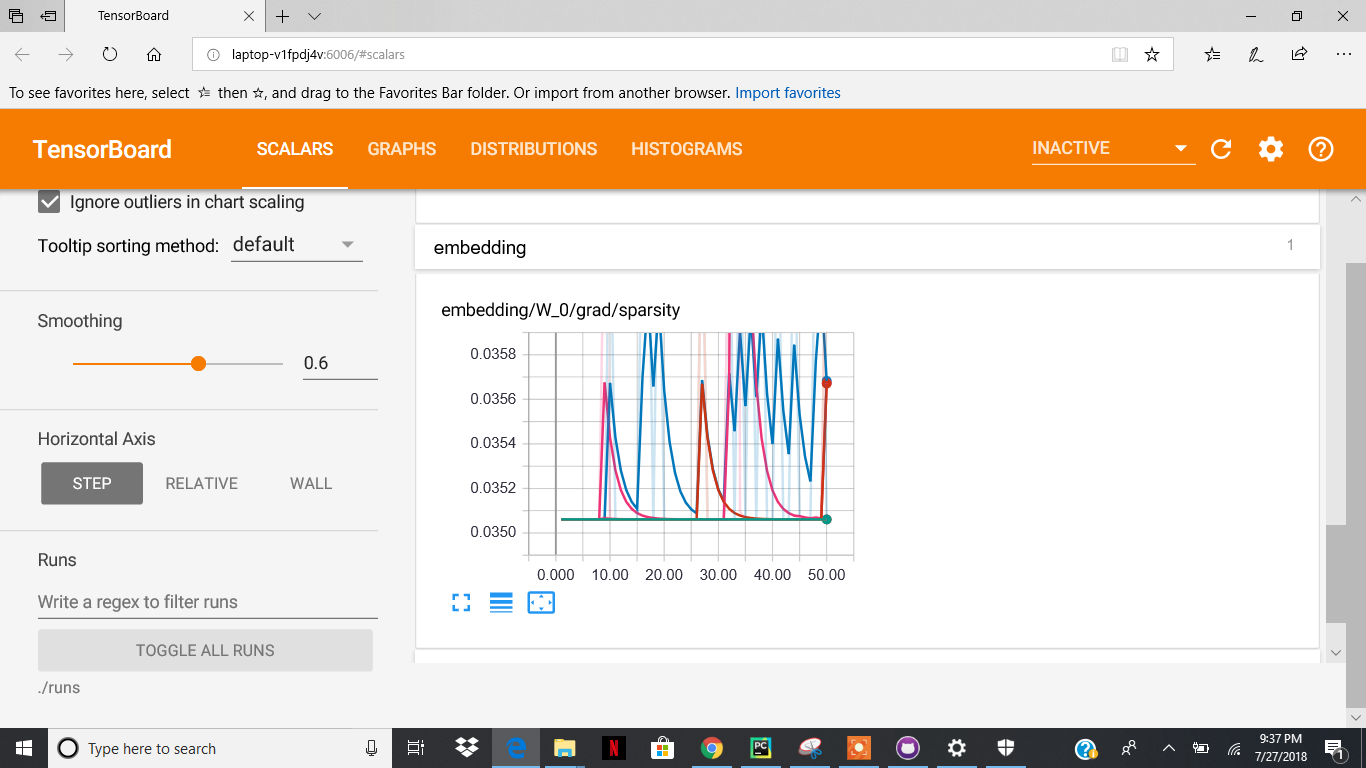 TensorBoard
laptop-v1fpdj4v:6006/#scalars
To see favorites here, select then , and drag to the Favorites Bar folder. Or import from another browser. Import favorites
TensorBoard SCALARS GRAPHS DISTRIBUTIONS HISTOGRAMS INACTIVE
Ignore outliers in chart scaling
Tooltip sorting method: default
Smoothing
0.6
Horizontal Axis
STEP RELATIVE WALL
Runs
Write a regex to filter runs
TOGGLE ALL RUNS
./runs
embedding 1
embedding/W_0/grad/sparsity
0.0358
0.0356
0.0354
0.0352
0.0350
0.000 10.00 20.00 30.00 40.00 50.00
Type here to search
N
PC
9:37 PM
7/27/2018
1